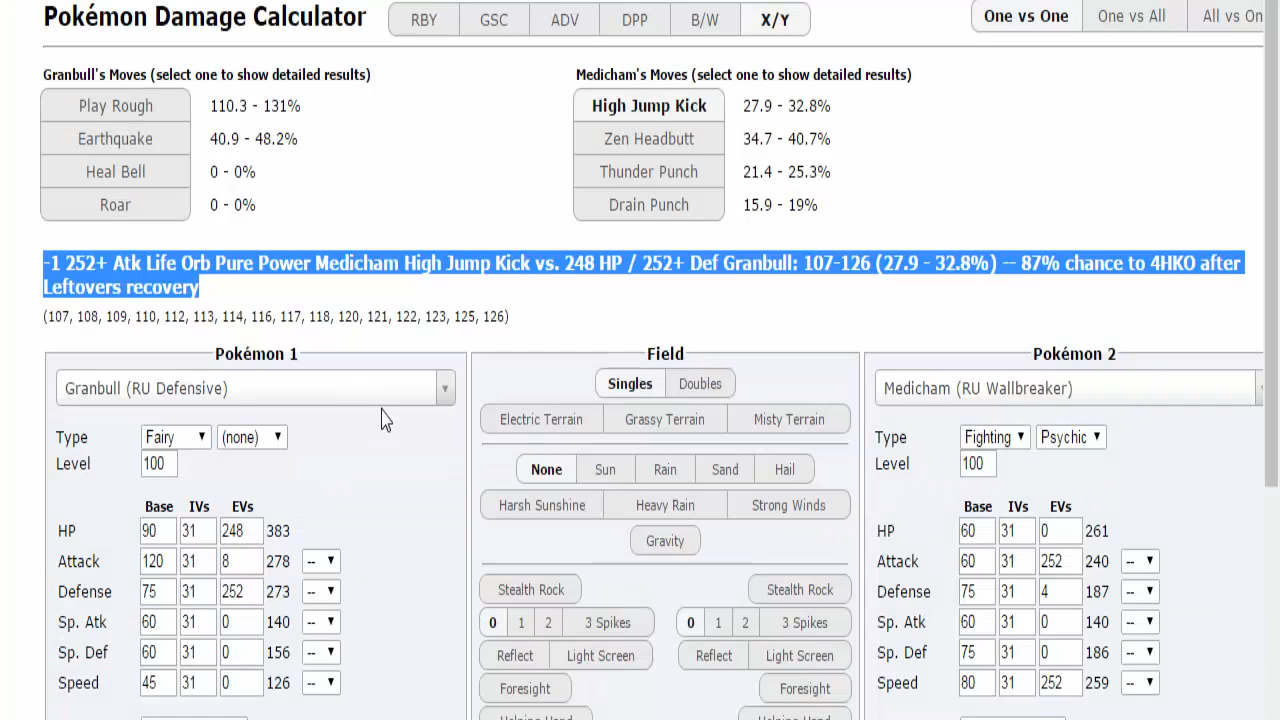 Pokémon Damage Calculator RBY GSC ADV DPP B/W X/Y One vs One One vs All
Granbull's Moves (select one to show detailed results) Medicham's Moves (select one to show detailed results)
Play Rough 110.3 - 131% High Jump Kick 27.9 - 32.8%
Earthquake 40.9 - 48.2% Zen Headbutt 34.7 - 40.7%
Heal Bell 0 - 0% Thunder Punch 21.4 - 25.3%
Roar 0 - 0% Drain Punch 15.9 - 19%
-1 252+ Atk Life Orb Pure Power Medicham High Jump Kick vs. 248 HP / 252+ Def Granbull: 107-126 (27.9 - 32.8%) -- 87% chance to 4HKO after
Leftovers recovery
(107, 108, 109, 110, 112, 113, 114, 116, 117, 118, 120, 121, 122, 123, 125, 126)
Pokémon 1 Field Pokémon 2
Granbull (RU Defensive) Singles Doubles Medicham (RU Wallbreaker)
Electric Terrain Grassy Terrain Misty Terrain
Type Fairy (none) Type Fighting Psychic
Level 100 None Sun Rain Sand Hail Level 100
Base IVs EVs Harsh Sunshine Heavy Rain Strong Winds Base IVs EVs
HP 90 31 248 383 HP 60 31 0 261
Gravity
Attack 120 31 8 278 -- Attack 60 31 252 240 --
Defense 75 31 252 273 -- Stealth Rock Stealth Rock Defense 75 31 4 187 --
Sp. Atk 60 31 0 140 -- 0 1 2 3 Spikes 0 1 2 3 Spikes Sp. Atk 60 31 0 140 --
Sp. Def 60 31 0 156 -- Reflect Light Screen Reflect Light Screen Sp. Def 75 31 0 186 --
Speed 45 31 0 126 -- Foresight Foresight Speed 80 31 252 259 --